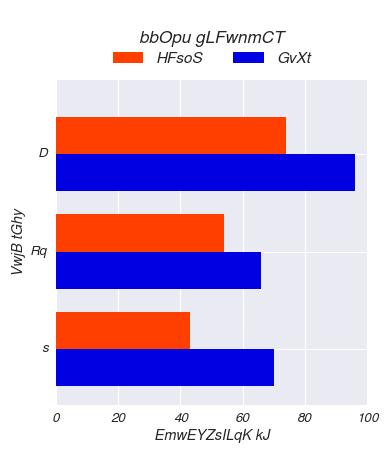 bbOpu gLFwnmCT
HFsoS GvXt
VwjB tGhy
D
Rq
s
0 20 40 60 80 100
EmwEYZsILqK kJ